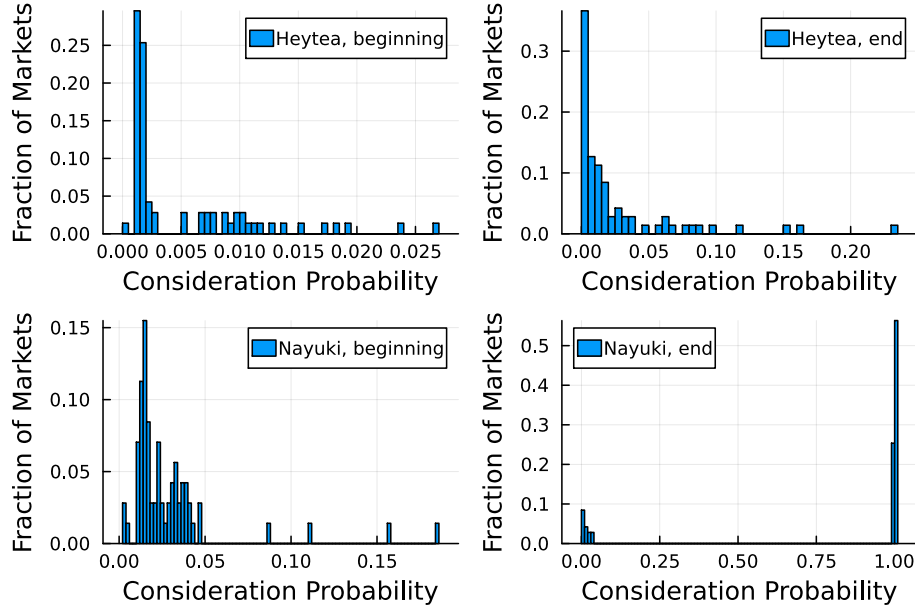 Fraction of Markets
0.25
0.20
0.15
0.10
0.05
0.00
Heytea, beginning
0.000 0.005 0.010 0.015 0.020 0.025
Consideration Probability
Fraction of Markets
0.3
0.2
0.1
0.0
Heytea, end
0.00 0.05 0.10 0.15 0.20
Consideration Probability
Fraction of Markets
0.15
0.10
0.05
0.00
Nayuki, beginning
0.00 0.05 0.10 0.15
Consideration Probability
Fraction of Markets
0.5
0.4
0.3
0.2
0.1
0.0
Nayuki, end
0.00 0.25 0.50 0.75 1.00
Consideration Probability